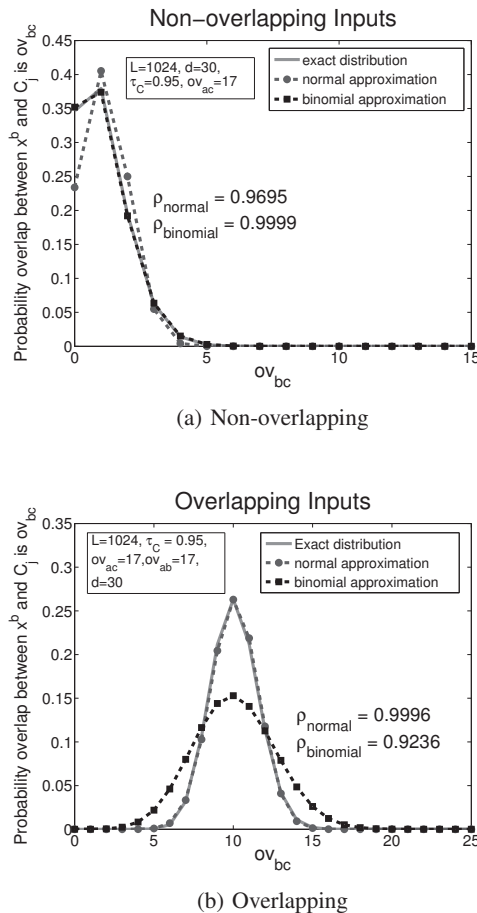 Non-overlapping Inputs
Probability overlap between x^b and C_j is ov_bc
0.45
0.4
0.35
0.3
0.25
0.2
0.15
0.1
0.05
0
L=1024, d=30,
τ_C=0.95, ov_ac=17
exact distribution
normal approximation
binomial approximation
ρ_normal = 0.9695
ρ_binomial = 0.9999
0 5 10 15
ov_bc
(a) Non-overlapping
Overlapping Inputs
Probability overlap between x^b and C_j is ov_bc
0.35
0.3
0.25
0.2
0.15
0.1
0.05
0
L=1024, τ_C = 0.95,
ov_ac=17,ov_ab=17,
d=30
Exact distribution
normal approximation
binomial approximation
ρ_normal = 0.9996
ρ_binomial = 0.9236
0 5 10 15 20 25
ov_bc
(b) Overlapping